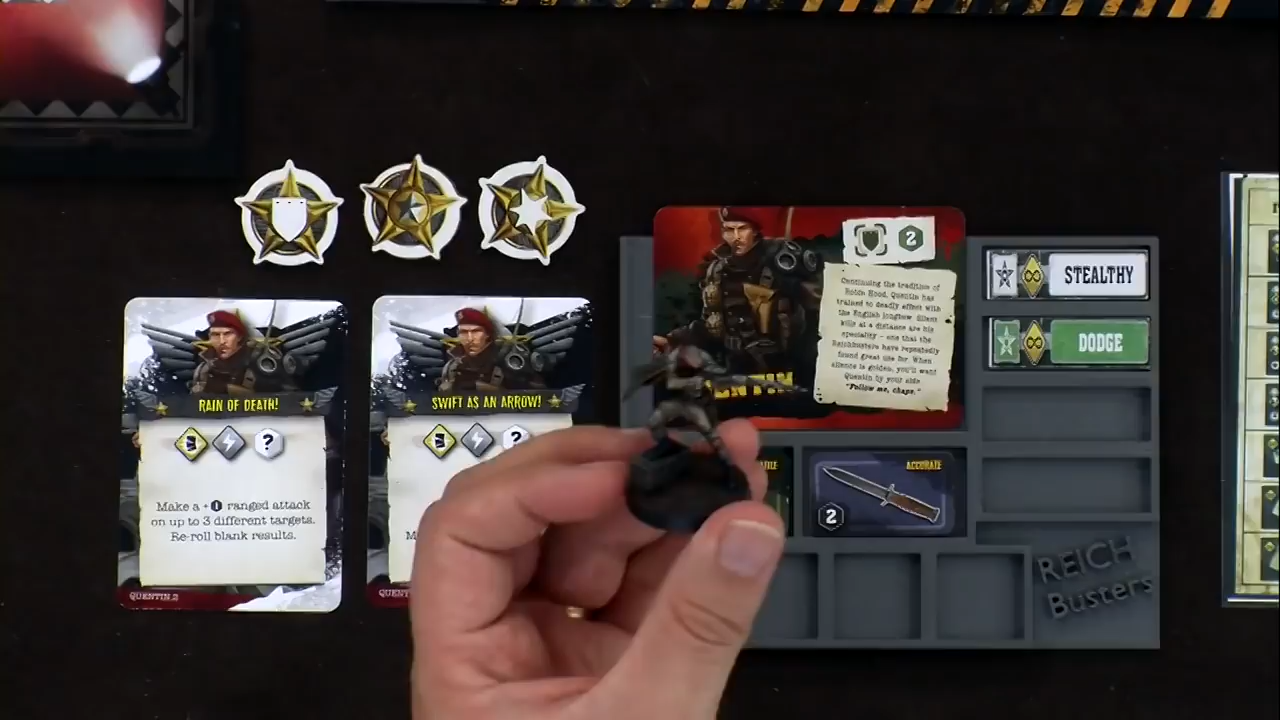 RAIN OF DEATH!
Make a + ranged attack
on up to 3 different targets.
Re-roll blank results.
QUENTIN 2
SWIFT AS AN ARROW!
?
?
M
QUENT
2
Continuing the tradition of
Robin Hood, Quentin has
trained to deadly effect with
the English longbow. Silent
kills at a distance are his
speciality - one that the
Reichbusters have repeatedly
found great use for. When
silence is golden, you'll want
Quentin by your side.
"Follow me, chaps."
ENTIN
STEALTHY
DODGE
ACCURATE
2
REICH
Busters